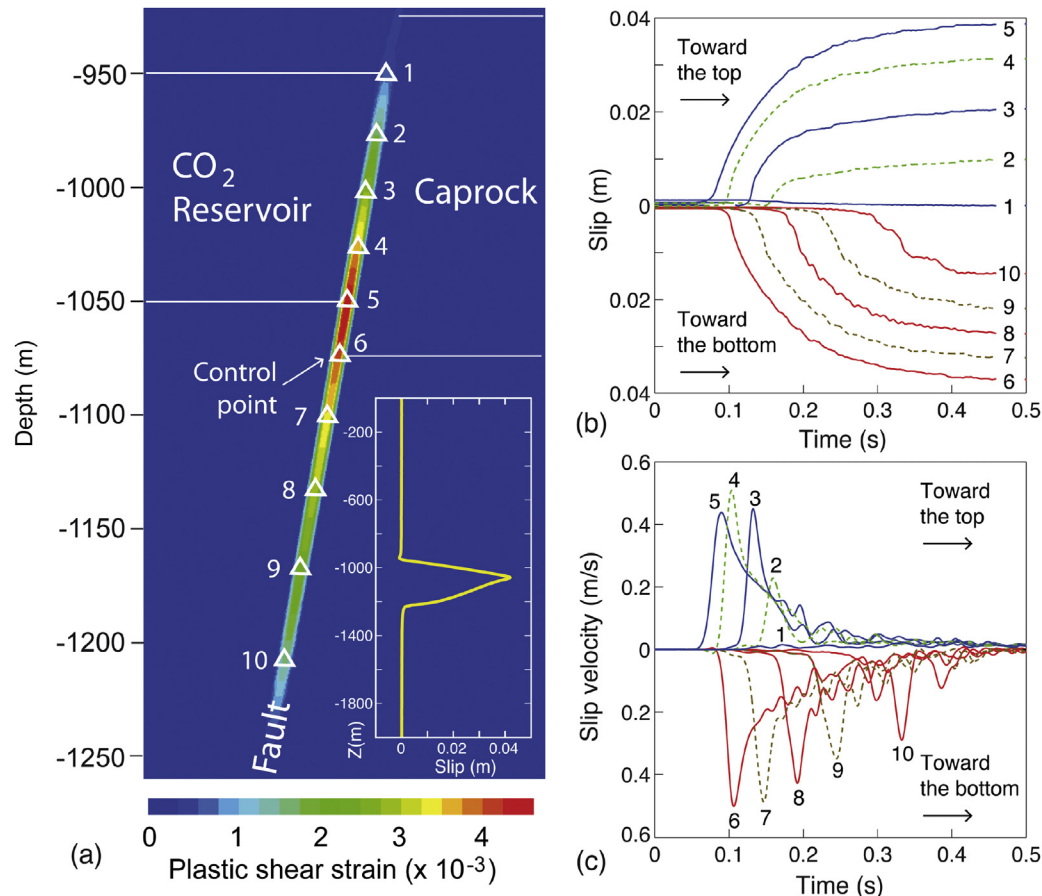 -950
-1000
-1050
-1100
-1150
-1200
-1250
Depth (m)
CO2
Reservoir
Caprock
1
2
3
4
5
6
7
8
9
10
Control
point
Fault
-200
-600
-1000
-1400
-1800
Z(m)
0
0.02
0.04
Slip (m)
0
1
2
3
4
Plastic shear strain (x 10-3)
(a)
0.04
0.02
0
0.02
0.04
Slip (m)
Toward
the top
Toward
the bottom
5
4
3
2
1
10
9
8
7
6
0
0.1
0.2
0.3
0.4
0.5
Time (s)
(b)
0.6
0.4
0.2
0
0.2
0.4
0.6
Slip velocity (m/s)
4
5
3
2
1
Toward
the top
10
9
8
7
6
Toward
the bottom
0
0.1
0.2
0.3
0.4
0.5
Time (s)
(c)